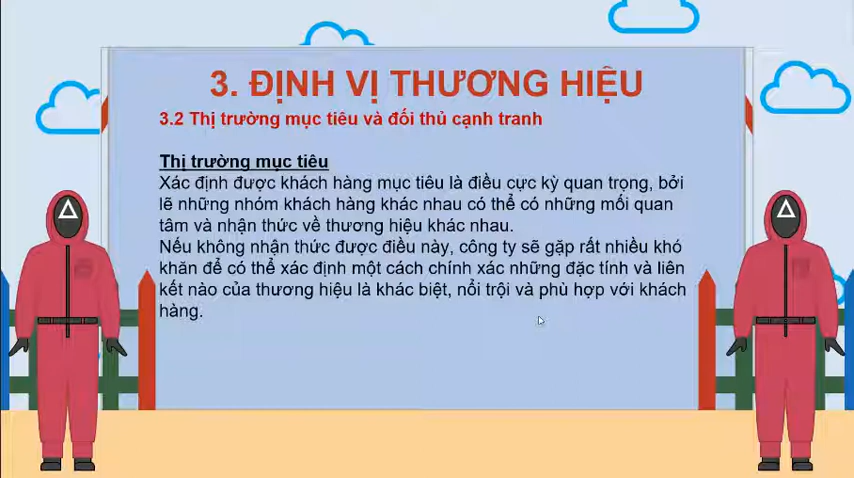 3. ĐỊNH VỊ THƯƠNG HIỆU
3.2 Thị trường mục tiêu và đối thủ cạnh tranh
Thị trường mục tiêu
Xác định được khách hàng mục tiêu là điều cực kỳ quan trọng, bởi
lẽ những nhóm khách hàng khác nhau có thể có những mối quan
tâm và nhận thức về thương hiệu khác nhau.
Nếu không nhận thức được điều này, công ty sẽ gặp rất nhiều khó
khăn để có thể xác định một cách chính xác những đặc tính và liên
kết nào của thương hiệu là khác biệt, nổi trội và phù hợp với khách
hàng.